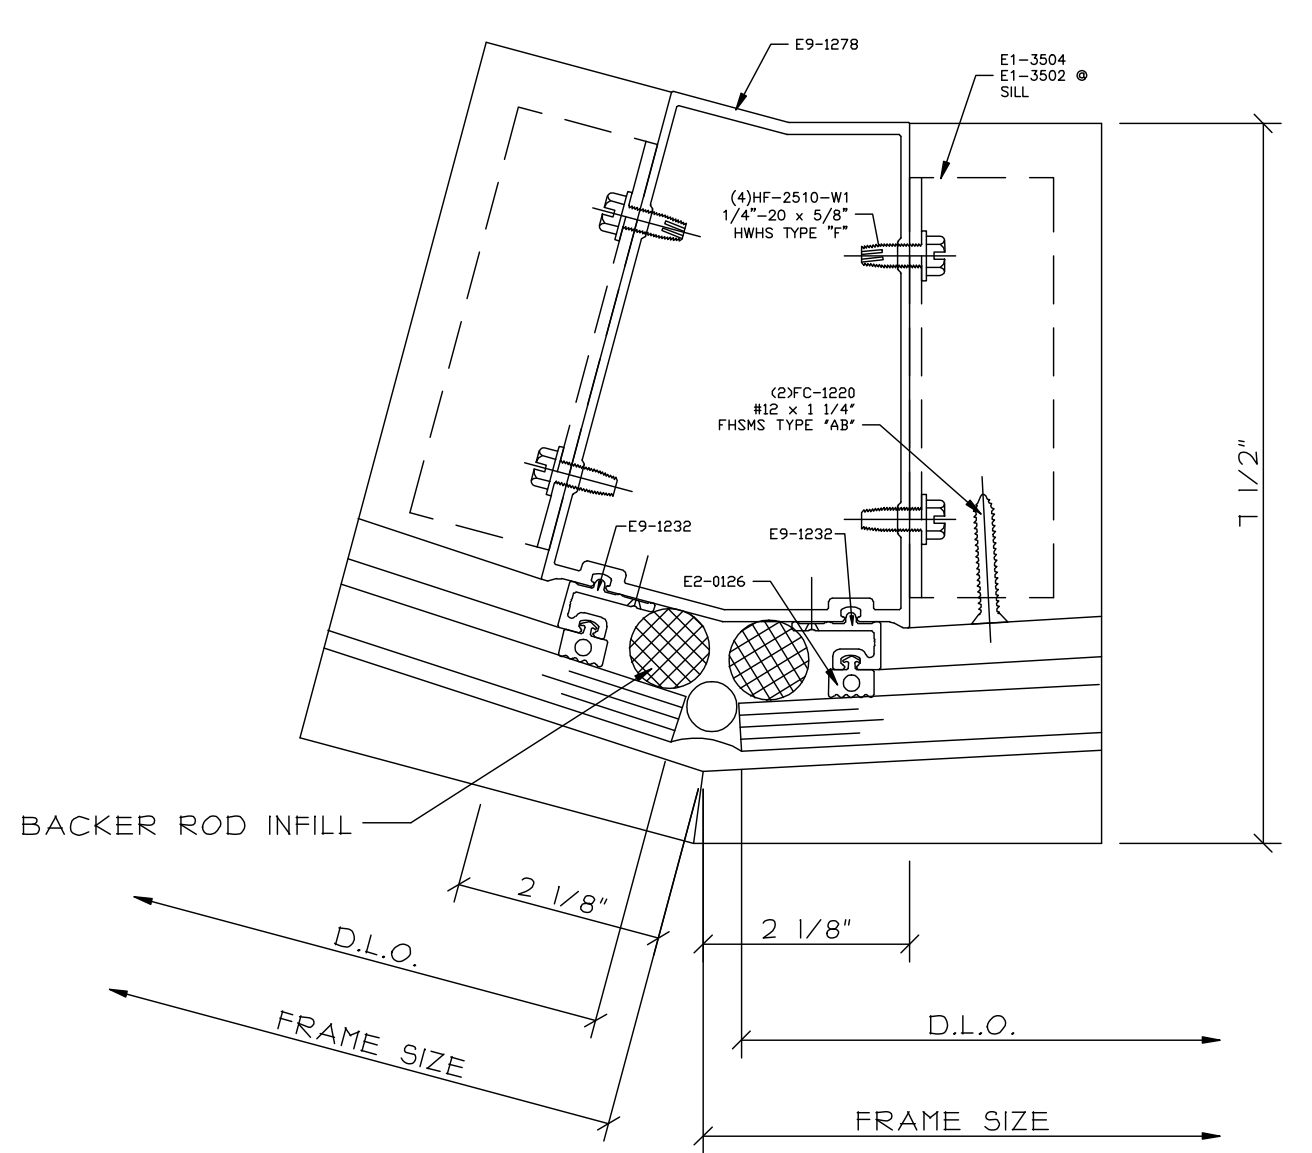 E9-1278
E1-3504
E1-3502 @
SILL
(4)HF-2510-W1
1/4"-20 x 5/8"
HWHS TYPE "F"
(2)FC-1220
#12 x 1 1/4"
FHSMS TYPE "AB"
7 1/2"
E9-1232
E9-1232
E2-0126
BACKER ROD INFILL
2 1/8"
2 1/8"
D.L.O.
D.L.O.
FRAME SIZE
FRAME SIZE